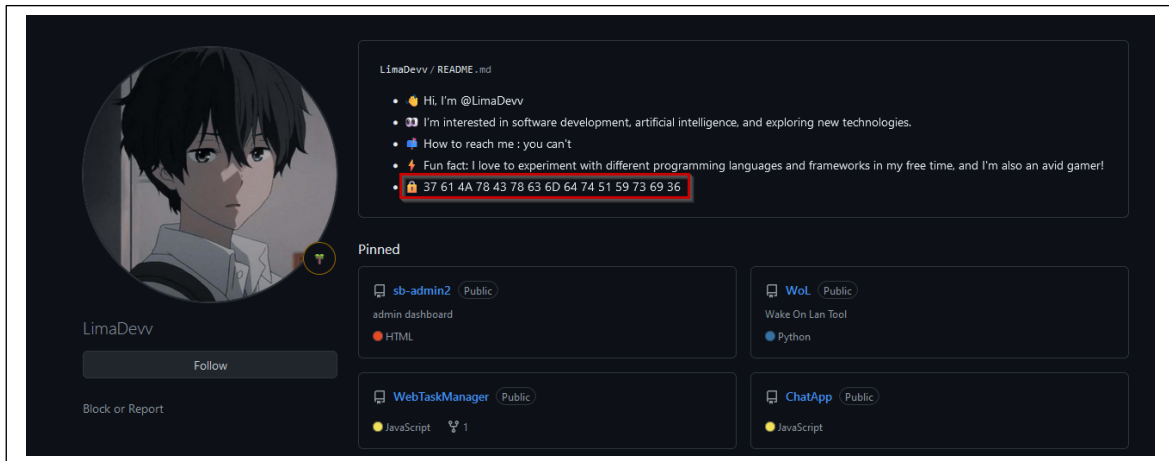 LimaDevv / README.md
• 👋 Hi, I'm @LimaDevv
• 👀 I'm interested in software development, artificial intelligence, and exploring new technologies.
• 📫 How to reach me : you can't
• ⚡ Fun fact: I love to experiment with different programming languages and frameworks in my free time, and I'm also an avid gamer!
• 🔒 37 61 4A 78 43 78 63 6D 64 74 51 59 73 69 36
Pinned
sb-admin2 Public
admin dashboard
HTML
WoL Public
Wake On Lan Tool
Python
LimaDevv
Follow
Block or Report
WebTaskManager Public
JavaScript 1
ChatApp Public
JavaScript